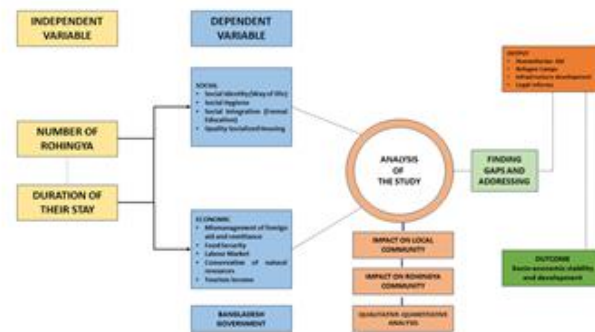 INDEPENDENT
VARIABLE
DEPENDENT
VARIABLE
NUMBER OF
ROHINGYA
DURATION OF
THEIR STAY
SOCIAL
• Social Identity(Way of life)
• Social Hygiene
• Social Integration (Formal
Education)
• Quality Socialized Housing
ECONOMIC
• Mismanagement of foreign
aid and remittance
• Food Security
• Labour Market
• Conservation of natural
resources
• Tourism Income
BANGLADESH
GOVERNMENT
ANALYSIS
OF
THE STUDY
IMPACT ON LOCAL
COMMUNITY
IMPACT ON ROHINGYA
COMMUNITY
QUALITATIVE-QUANTITATIVE
ANALYSIS
FINDING
GAPS AND
ADDRESSING
OUTPUT
• Humanitarian Aid
• Refugee Camps
• Infrastructure development
• Legal reforms
OUTCOME
Socio-economic stability
and development